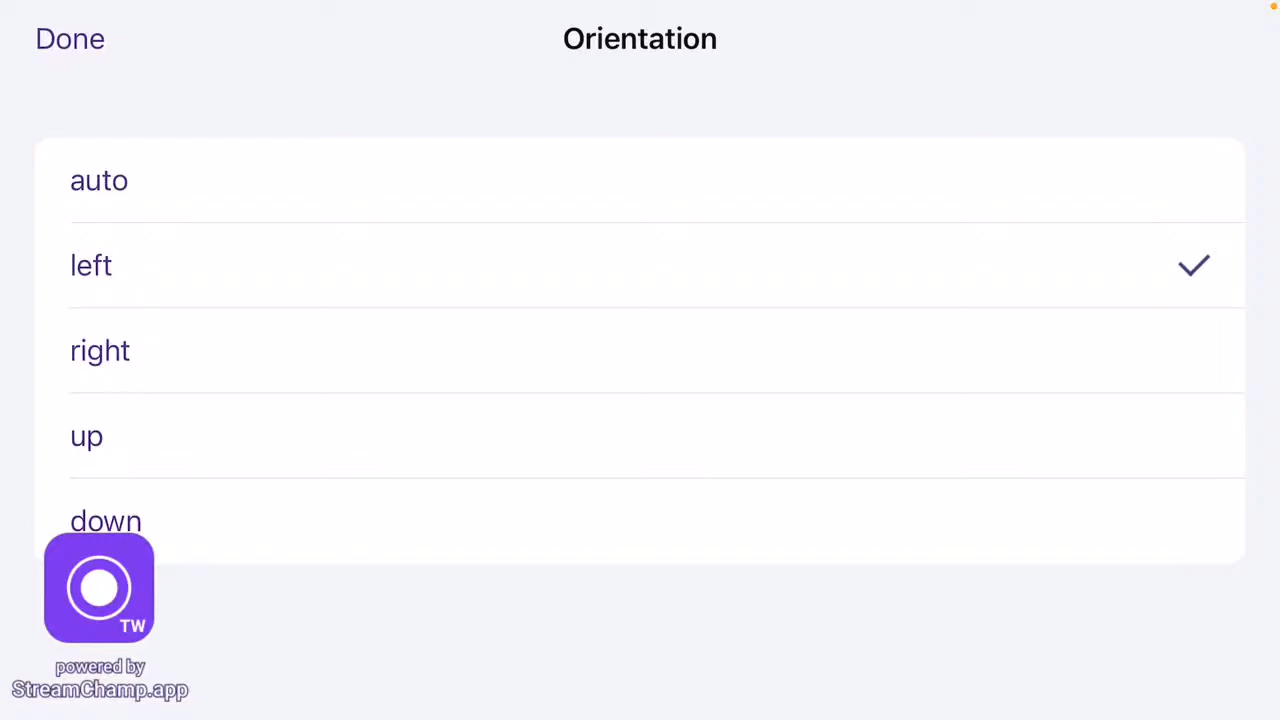 Done
Orientation
auto
left
right
up
down
TW
powered by
StreamChamp.app